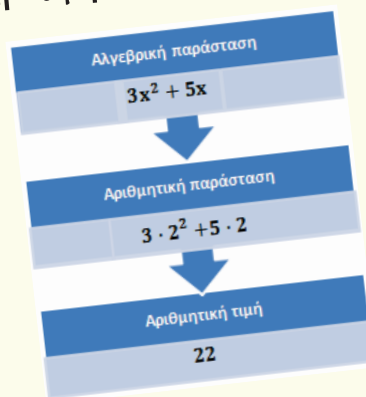 Αλγεβρική παράσταση
3x² + 5x
Αριθμητική παράσταση
3 · 2² +5 · 2
Αριθμητική τιμή
22